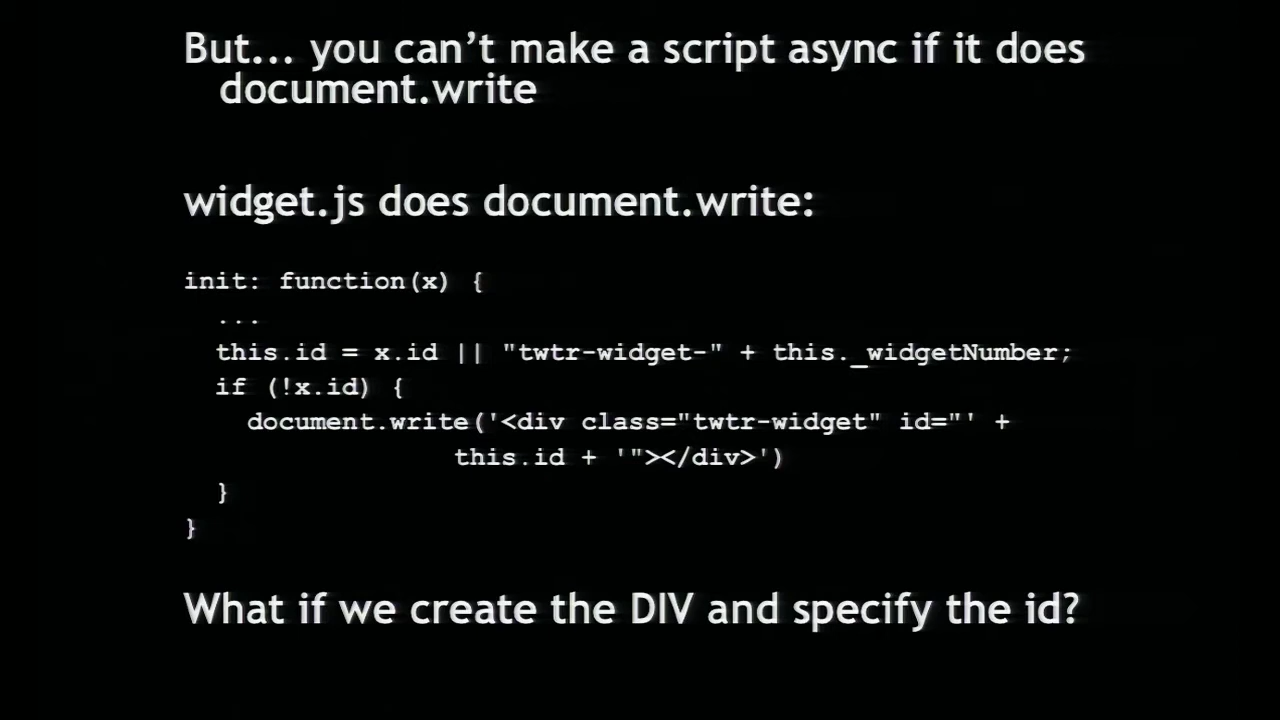 But... you can’t make a script async if it does
document.write
widget.js does document.write:
init: function(x) {
...
this.id = x.id || "twtr-widget-" + this._widgetNumber;
if (!x.id) {
document.write('<div class="twtr-widget" id="' +
this.id + '"></div>')
}
}
What if we create the DIV and specify the id?